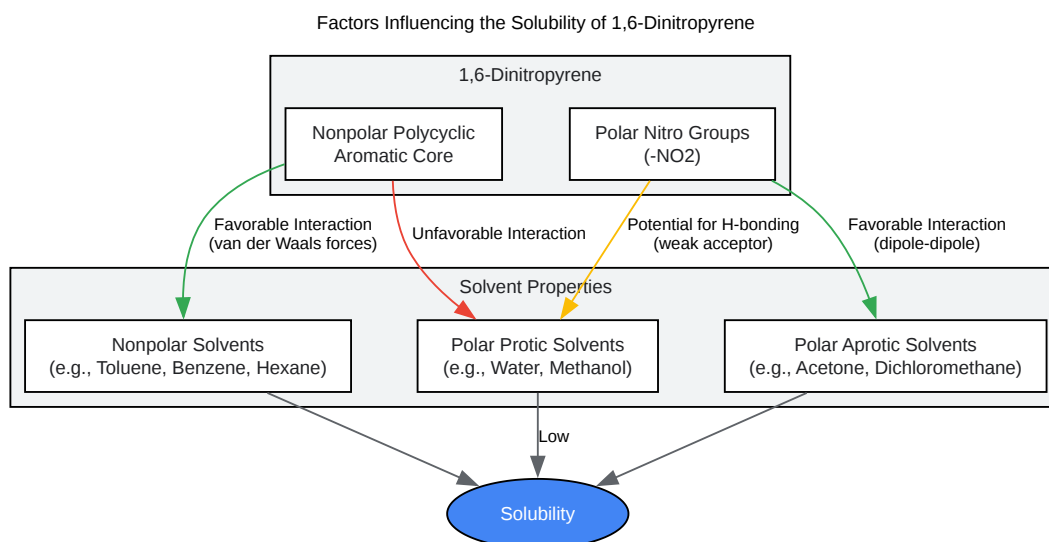 Factors Influencing the Solubility of 1,6-Dinitropyrene
1,6-Dinitropyrene
Nonpolar Polycyclic
Aromatic Core
Polar Nitro Groups
(-NO2)
Favorable Interaction
(van der Waals forces)
Unfavorable Interaction
Potential for H-bonding
(weak acceptor)
Favorable Interaction
(dipole-dipole)
Solvent Properties
Nonpolar Solvents
(e.g., Toluene, Benzene, Hexane)
Polar Protic Solvents
(e.g., Water, Methanol)
Polar Aprotic Solvents
(e.g., Acetone, Dichloromethane)
Low
Solubility